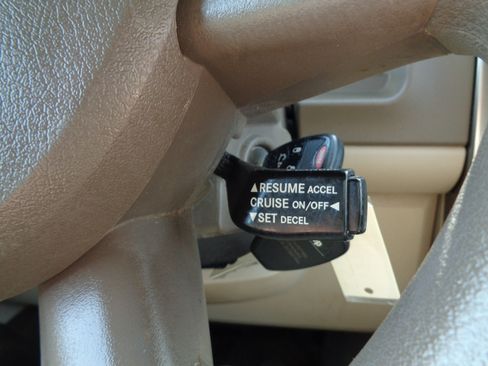 ▲RESUME ACCEL
CRUISE ON/OFF◀
▼SET DECEL